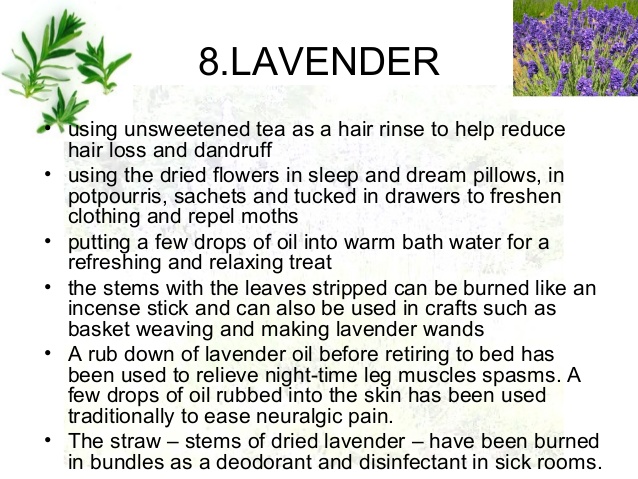 8.LAVENDER
• using unsweetened tea as a hair rinse to help reduce
hair loss and dandruff
• using the dried flowers in sleep and dream pillows, in
potpourris, sachets and tucked in drawers to freshen
clothing and repel moths
• putting a few drops of oil into warm bath water for a
refreshing and relaxing treat
• the stems with the leaves stripped can be burned like an
incense stick and can also be used in crafts such as
basket weaving and making lavender wands
• A rub down of lavender oil before retiring to bed has
been used to relieve night-time leg muscles spasms. A
few drops of oil rubbed into the skin has been used
traditionally to ease neuralgic pain.
• The straw – stems of dried lavender – have been burned
in bundles as a deodorant and disinfectant in sick rooms.